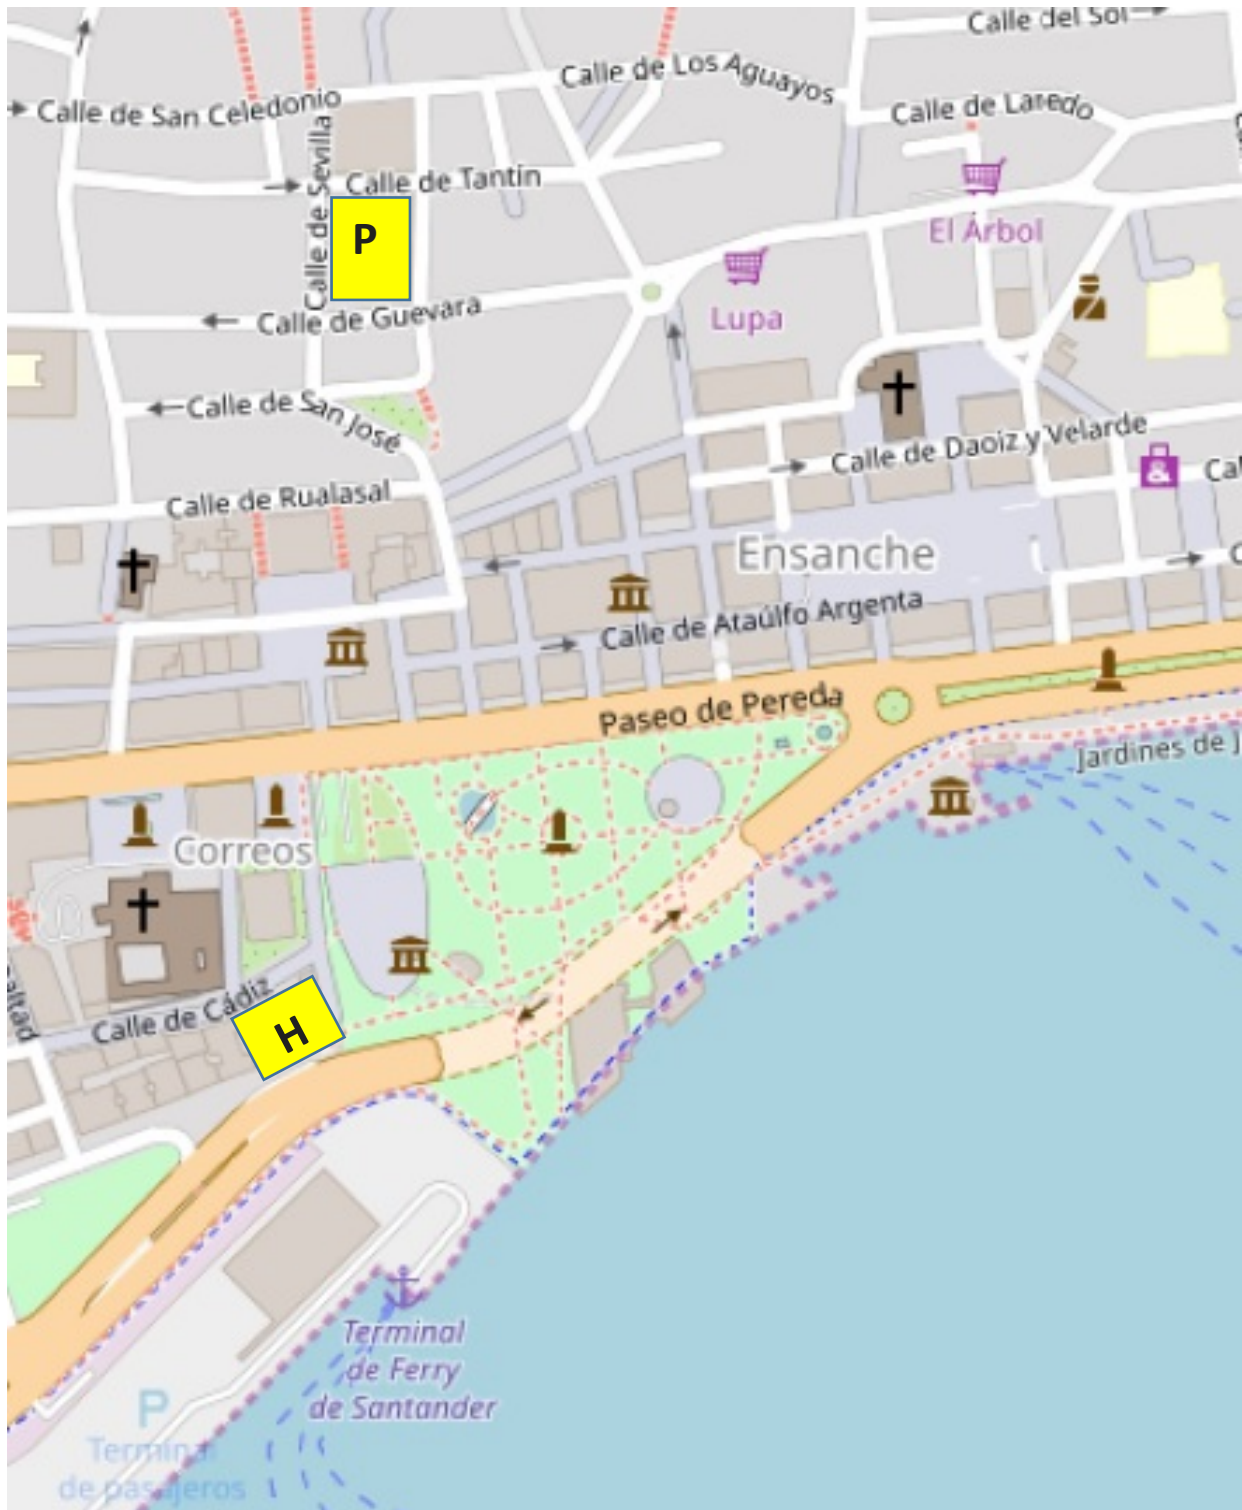 Calle del Sol
Calle de Los Aguayos
Calle de San Celedonio
Calle de Laredo
Calle de Sevilla
Calle de Tantín
El Árbol
P
Lupa
Calle de Guevara
Calle de San José
Calle de Daoiz y Velarde
&
Cal
Calle de Rualasal
Ensanche
C
Calle de Ataúlfo Argenta
Paseo de Pereda
Jardines de J
Correos
Calle de Cádiz
H
Terminal
de Ferry
de Santander
P
Terminal
de pasajeros